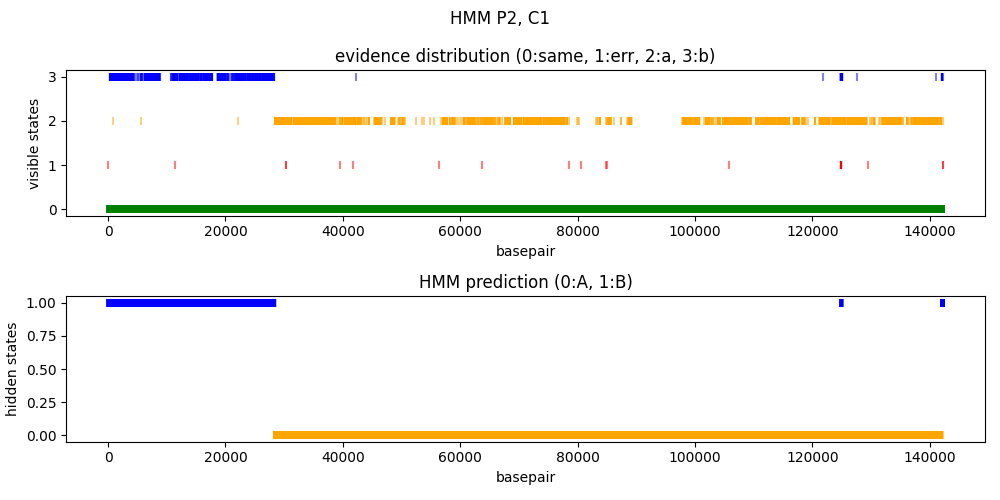 HMM P2, C1
evidence distribution (0:same, 1:err, 2:a, 3:b)
visible states
3
2
1
0
0 20000 40000 60000 80000 100000 120000 140000
basepair
HMM prediction (0:A, 1:B)
hidden states
1.00
0.75
0.50
0.25
0.00
0 20000 40000 60000 80000 100000 120000 140000
basepair